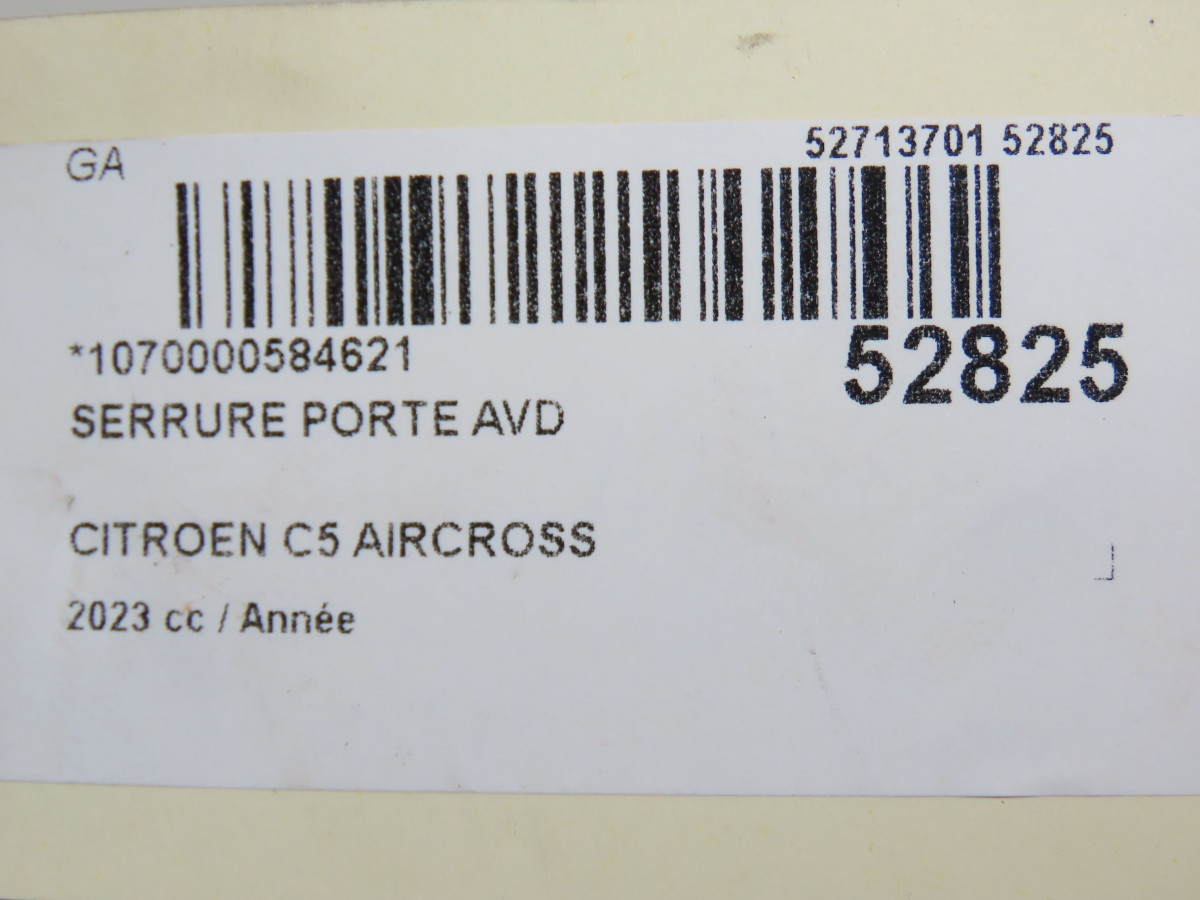 GA
52713701 52825
*1070000584621
52825
SERRURE PORTE AVD
CITROEN C5 AIRCROSS
2023 cc / Année